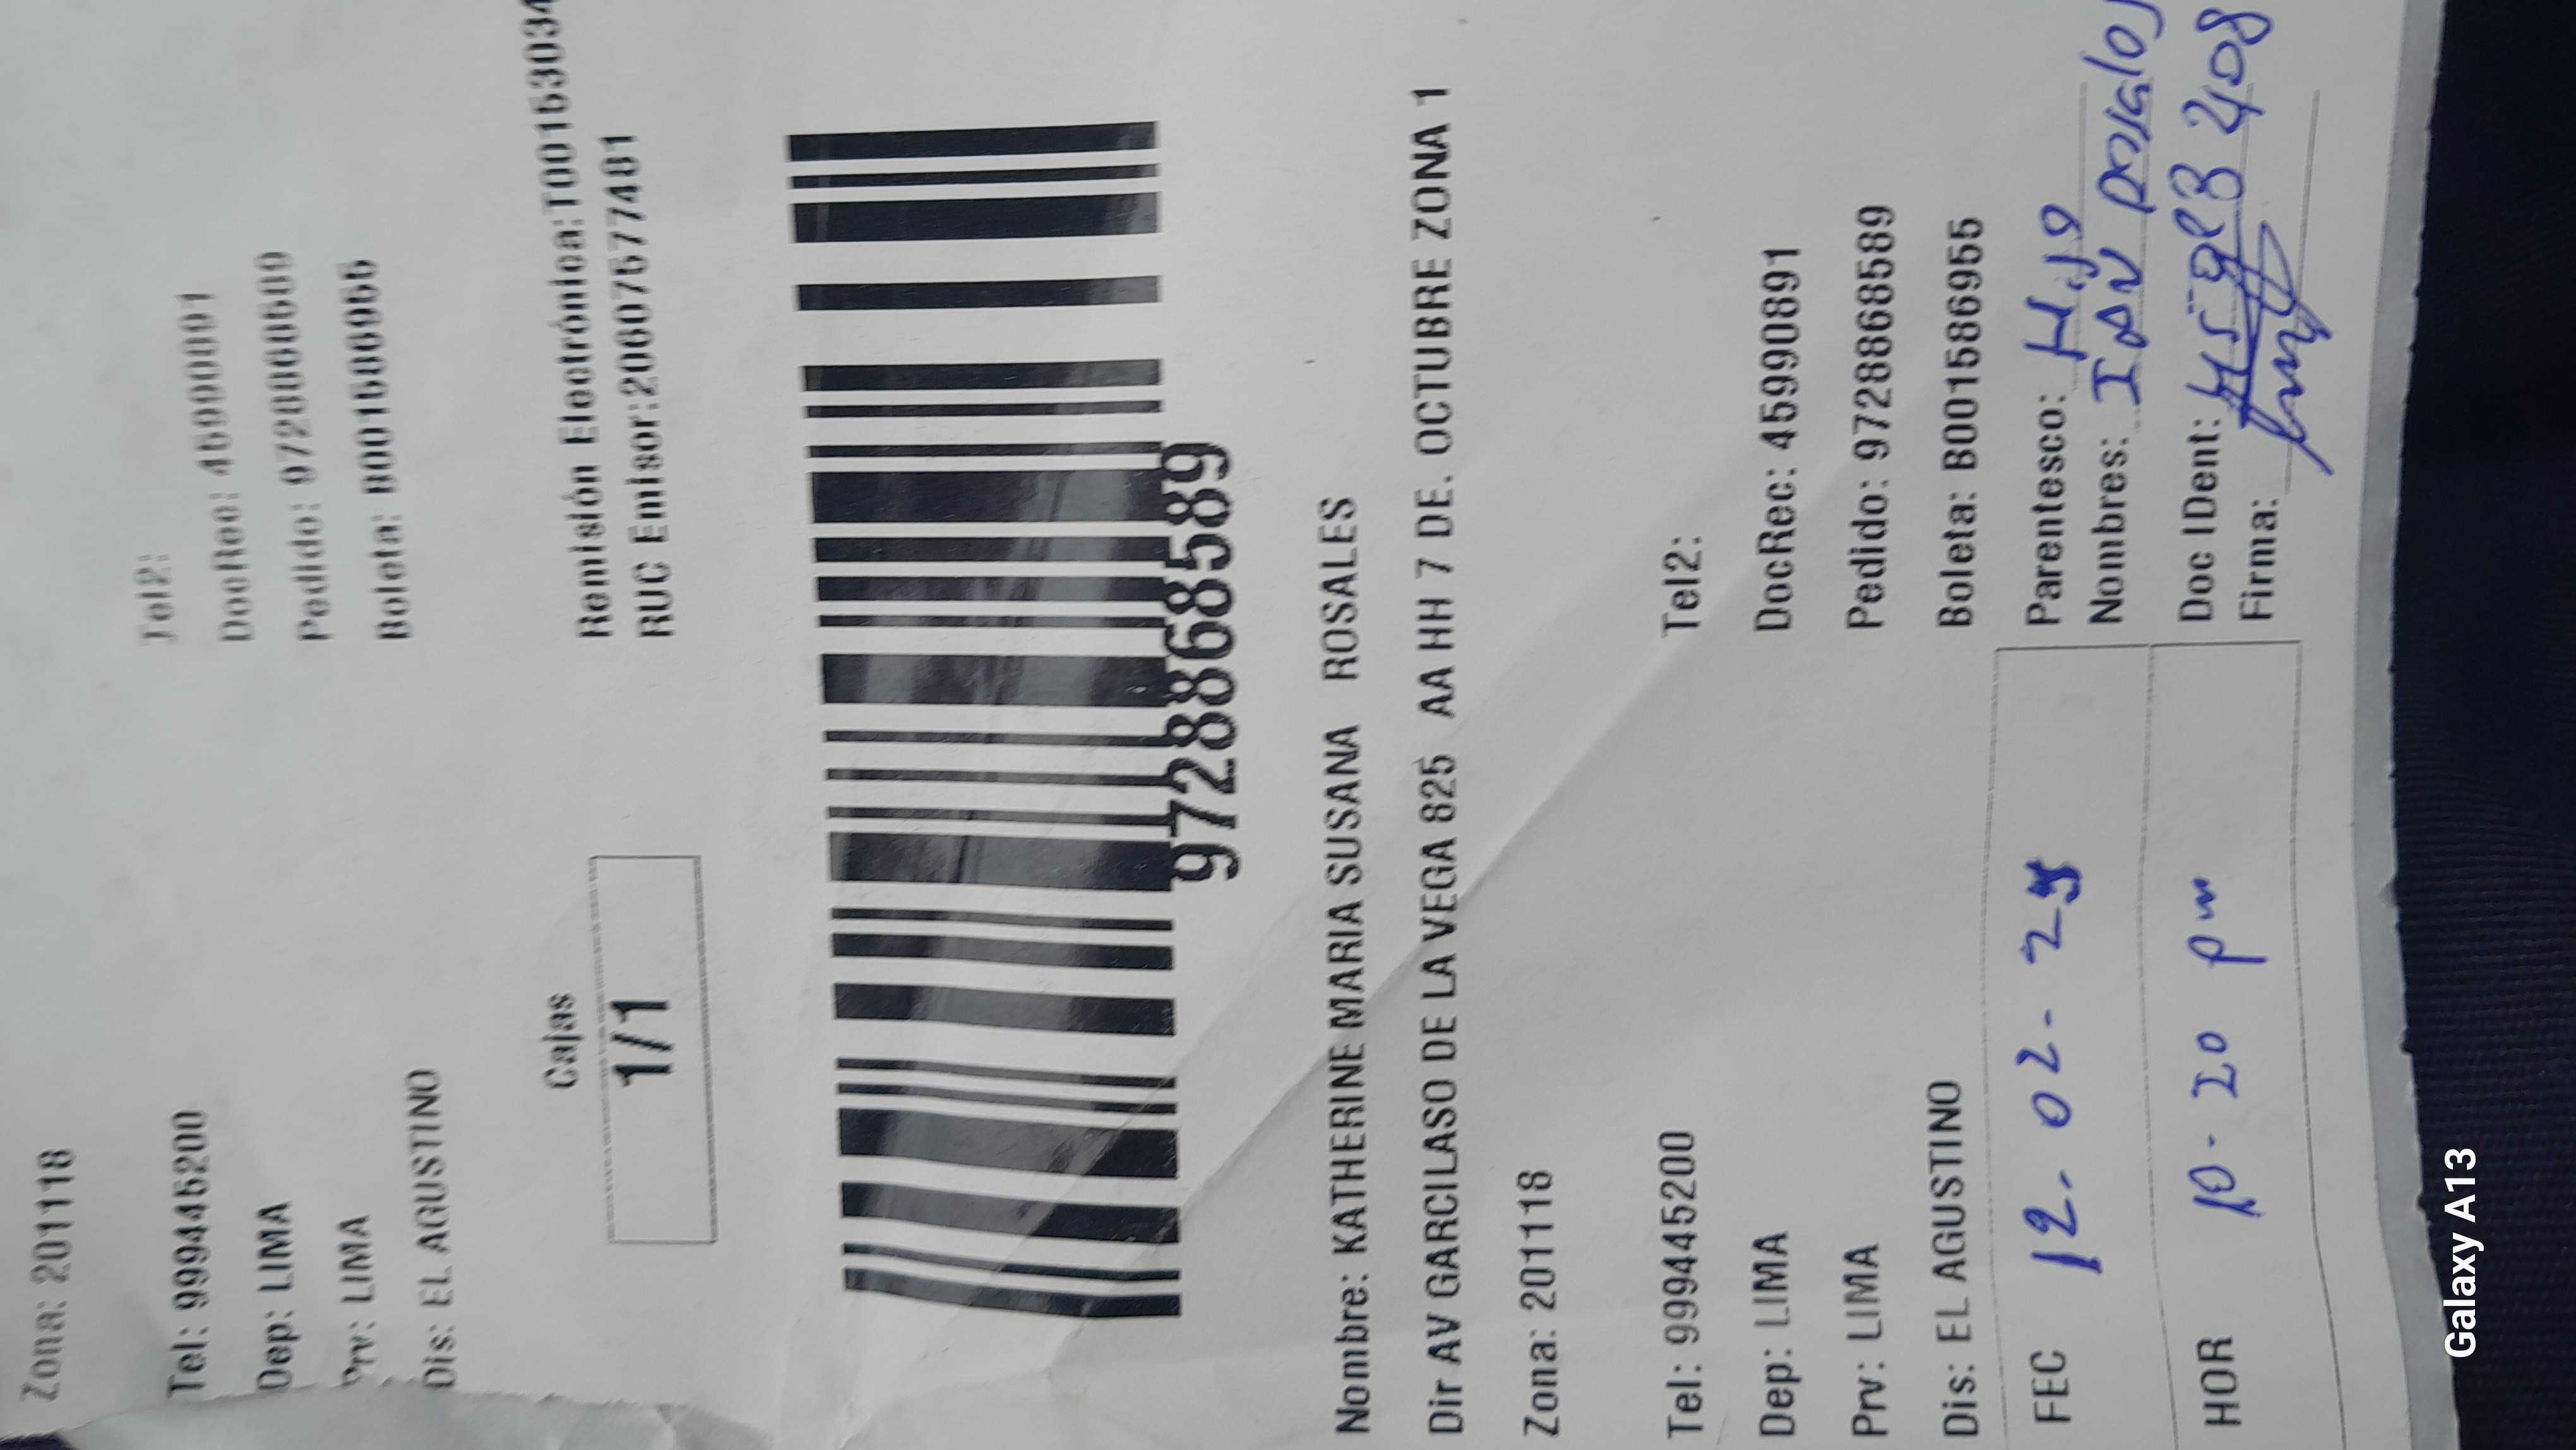 Zona: 201118
Tel: 999445200 Tel2:
Dep: LIMA DocRec: 45990891
Prv: LIMA Pedido: 9728868589
Dis: EL AGUSTINO Boleta: B001586955
Cajas
1/1
Remisión Electrónica:T00153034
RUC Emisor:20607577481
9728868589
Nombre: KATHERINE MARIA SUSANA ROSALES
Dir AV GARCILASO DE LA VEGA 825 AA HH 7 DE. OCTUBRE ZONA 1
Zona: 201118
Tel: 999445200 Tel2:
Dep: LIMA DocRec: 45990891
Prv: LIMA Pedido: 9728868589
Dis: EL AGUSTINO Boleta: B001586955
FEC 12-02-25 Parentesco: Hijo
Nombres: IAN
HOR 10-20 pm Doc IDent:
Firma:
Galaxy A13